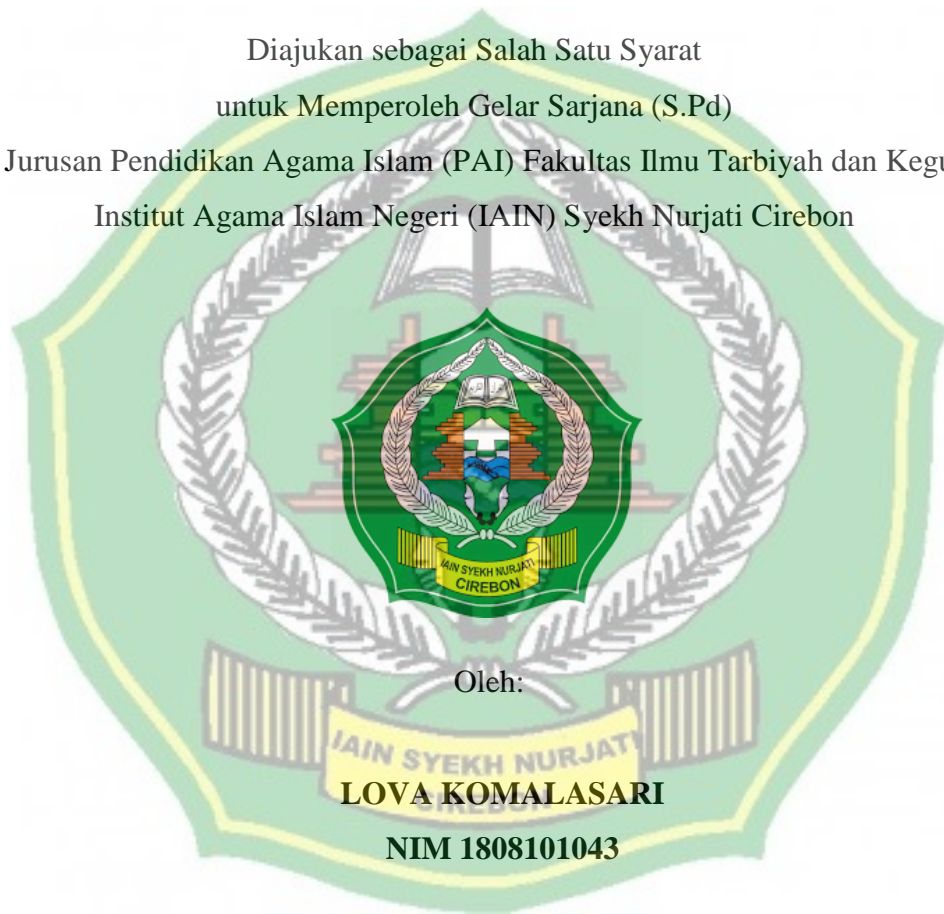 Diajukan sebagai Salah Satu Syarat
untuk Memperoleh Gelar Sarjana (S.Pd)
Jurusan Pendidikan Agama Islam (PAI) Fakultas Ilmu Tarbiyah dan Kegu
Institut Agama Islam Negeri (IAIN) Syekh Nurjati Cirebon
IAIN SYEKH NURJATI
CIREBON
Oleh:
IAIN SYEKH NURJATI
CIREBON
LOVA KOMALASARI
NIM 1808101043